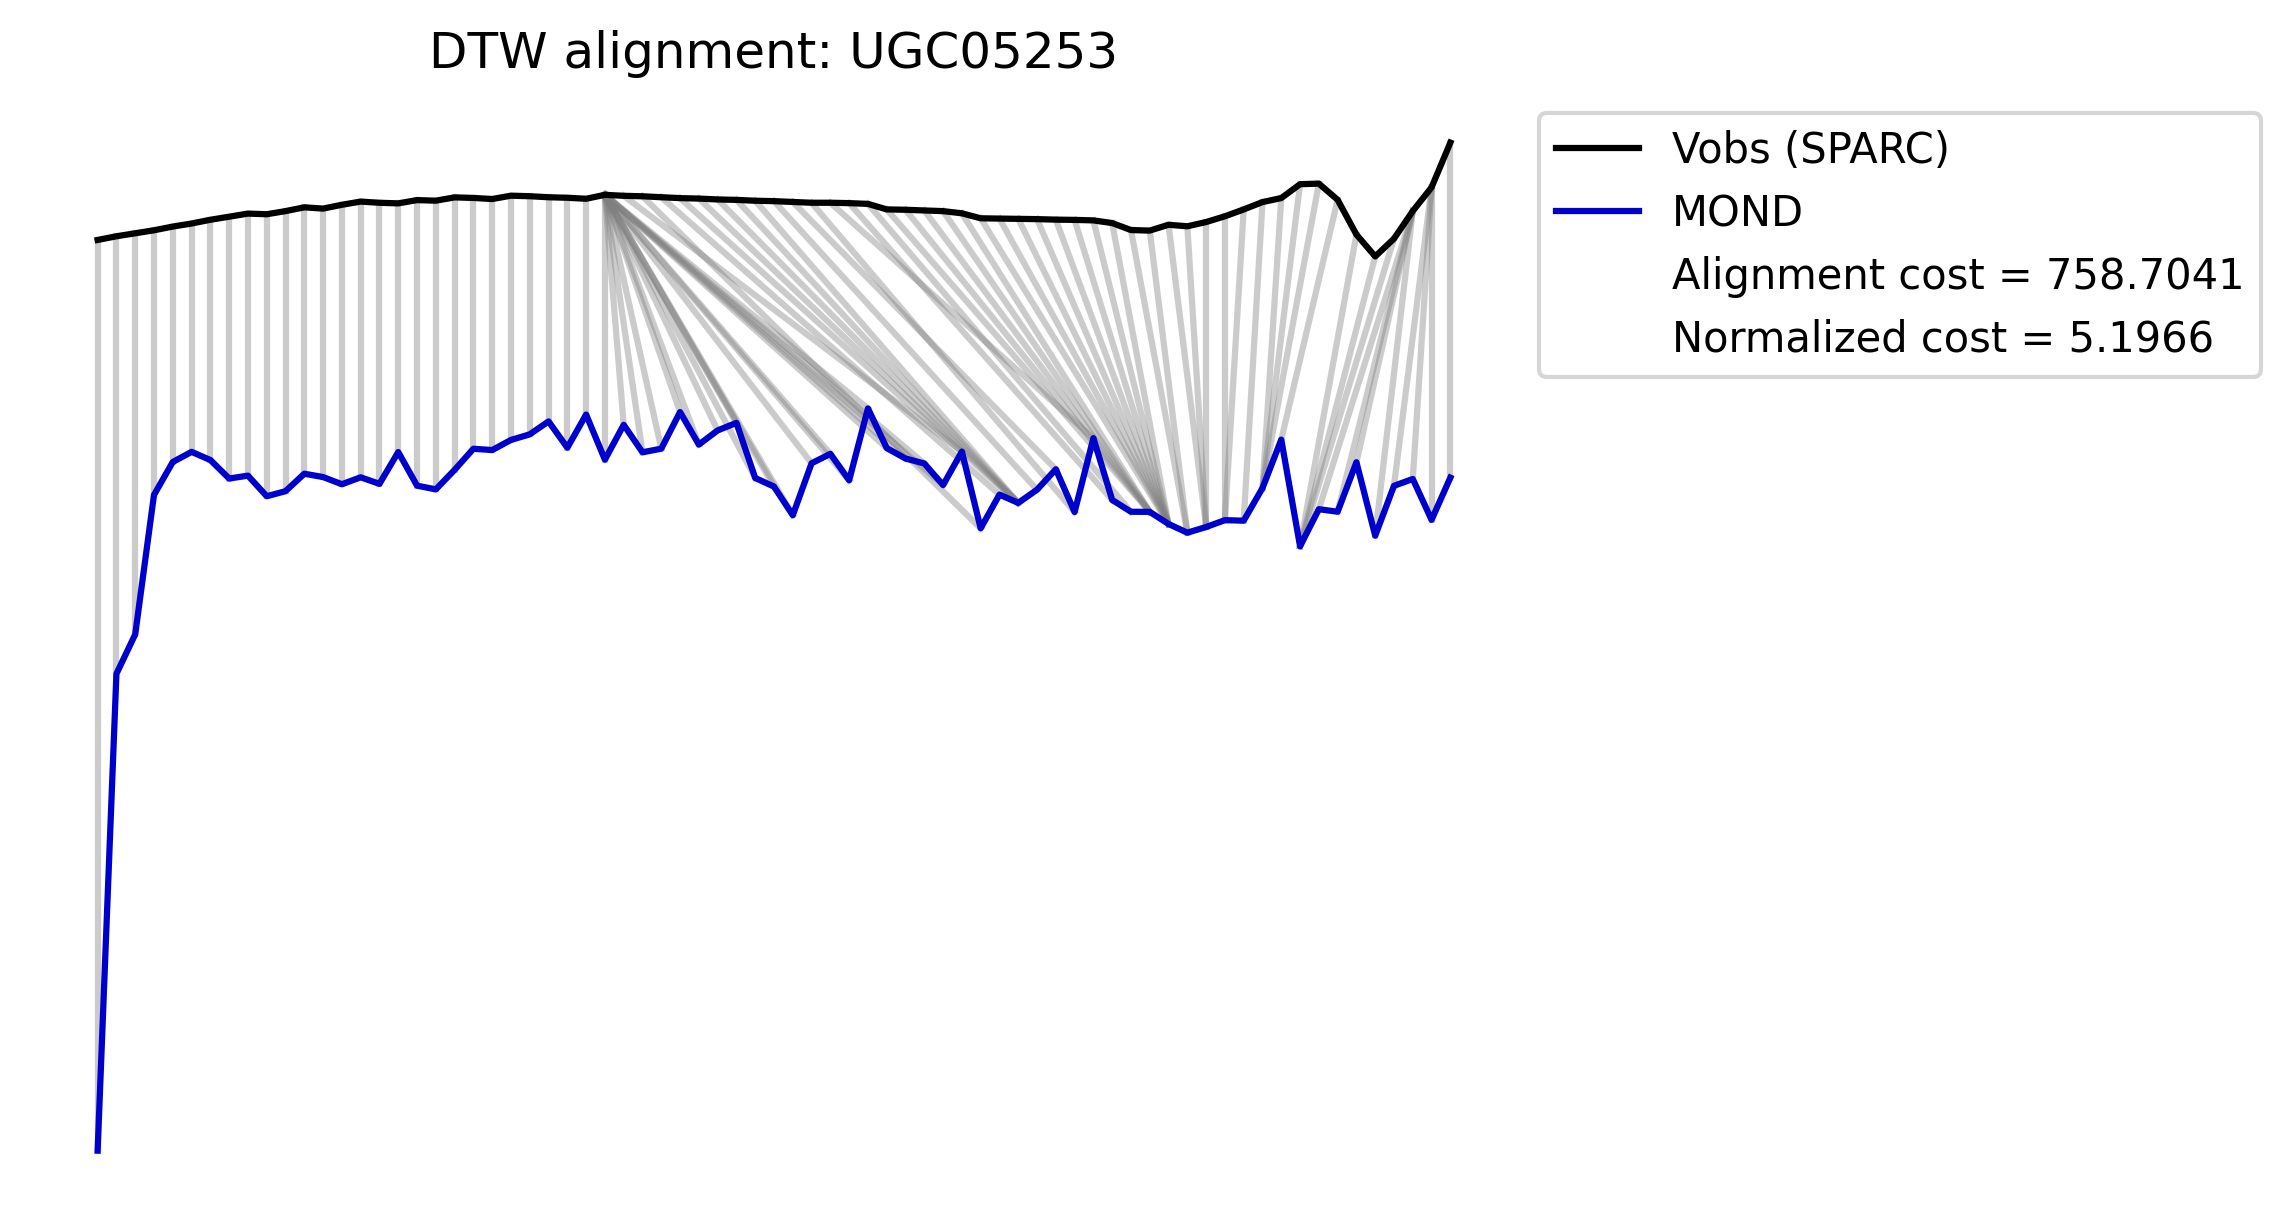 DTW alignment: UGC05253
Vobs (SPARC)
MOND
Alignment cost = 758.7041
Normalized cost = 5.1966